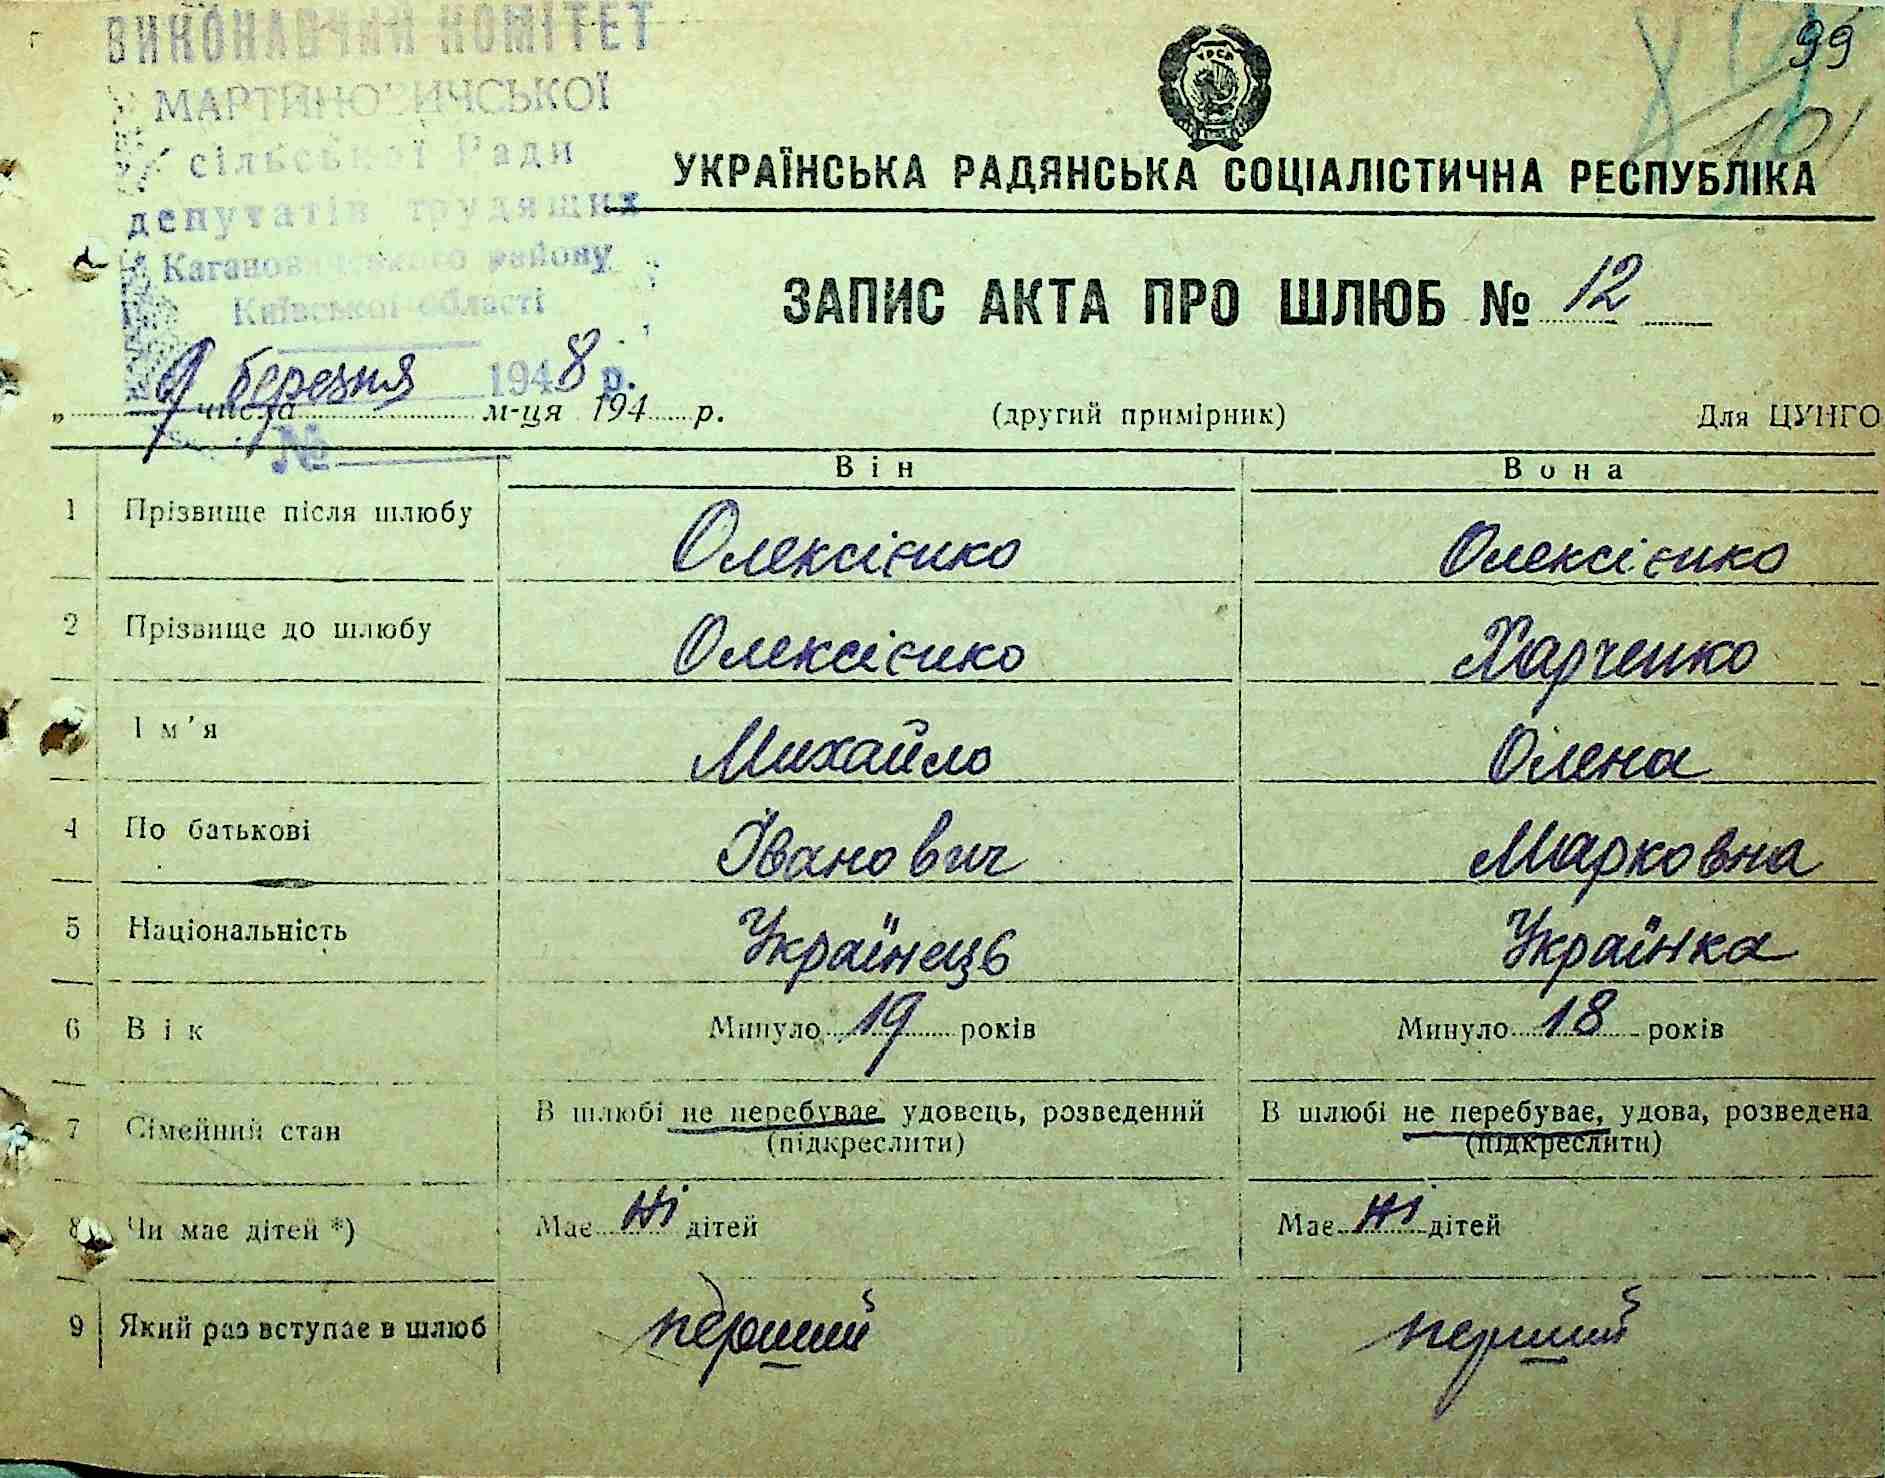 99
101
ВИКОНАВЧИЙ КОМІТЕТ
МАРТИНОВИЧСЬКОЇ
сільської Ради
депутатів трудящих
Кагановичського району
Київської області
9 березня 1948 р.
№
УРСР
УКРАЇНСЬКА РАДЯНСЬКА СОЦІАЛІСТИЧНА РЕСПУБЛІКА
ЗАПИС АКТА ПРО ШЛЮБ № 12
„ числа м-ця 194 р. (другий примірник) Для ЦУНГО
Він Вона
1 Прізвище після шлюбу Олексієнко Олексієнко
2 Прізвище до шлюбу Олексієнко Харченко
Ім'я Михайло Олена
4 По батькові Іванович Марковна
5 Національність Українець Українка
6 Вік Минуло 19 років Минуло 18 років
7 Сімейний стан В шлюбі не перебуває, удовець, розведений В шлюбі не перебуває, удова, розведена
(підкреслити) (підкреслити)
8 Чи має дітей *) Має ні дітей Має ні дітей
9 Який раз вступає в шлюб перший перший